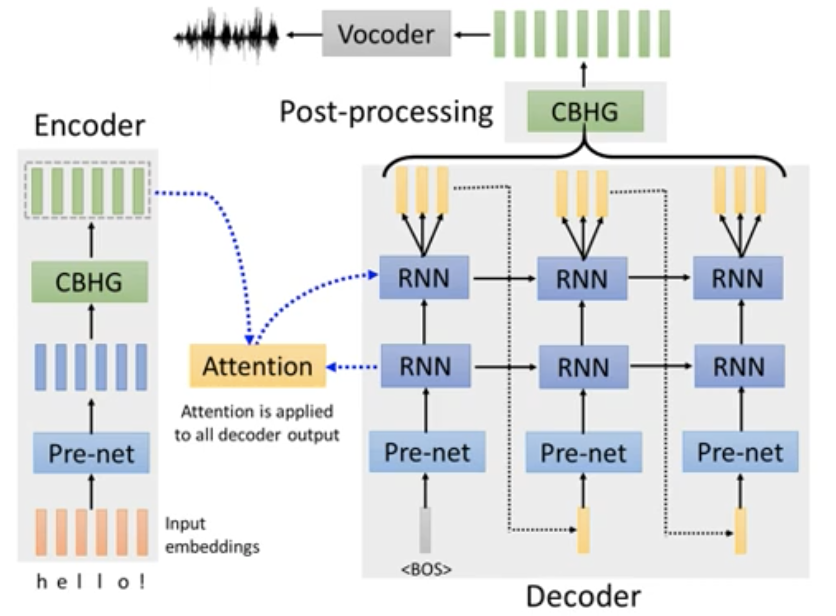 Vocoder
Post-processing
CBHG
Encoder
CBHG
RNN
RNN
RNN
Attention
RNN
RNN
RNN
Attention is applied
to all decoder output
Pre-net
Pre-net
Pre-net
Pre-net
Input
embeddings
<BOS>
h e l l o !
Decoder